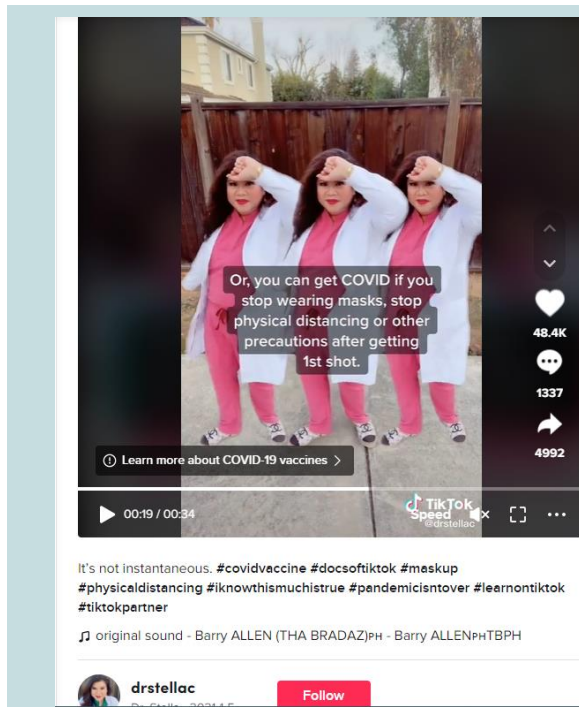 Or, you can get COVID if you
stop wearing masks, stop
physical distancing or other
precautions after getting
1st shot.
48.4K
1337
4992
Learn more about COVID-19 vaccines >
00:19 / 00:34
TikTok
Speed
@drstellac
It's not instantaneous. #covidvaccine #docsoftiktok #maskup
#physicaldistancing #iknowthismuchistrue #pandemicisntover #learnontiktok
#tiktokpartner
original sound - Barry ALLEN (THA BRADAZ)ᴘʜ - Barry ALLENᴘʜTBPH
drstellac
Follow